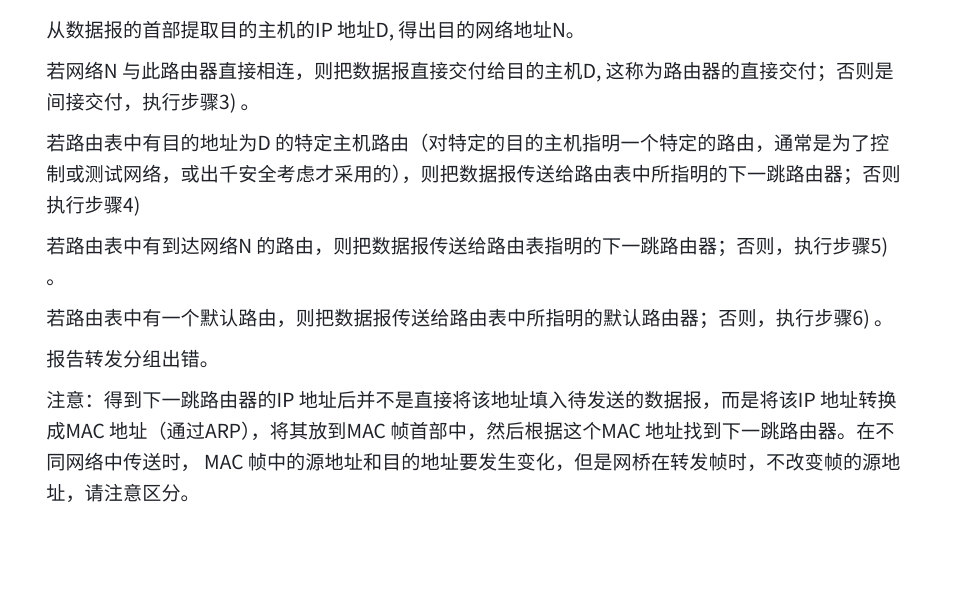 从数据报的首部提取目的主机的IP 地址D, 得出目的网络地址N。
若网络N 与此路由器直接相连，则把数据报直接交付给目的主机D, 这称为路由器的直接交付；否则是
间接交付，执行步骤3) 。
若路由表中有目的地址为D 的特定主机路由（对特定的目的主机指明一个特定的路由，通常是为了控
制或测试网络，或出千安全考虑才采用的），则把数据报传送给路由表中所指明的下一跳路由器；否则
执行步骤4)
若路由表中有到达网络N 的路由，则把数据报传送给路由表指明的下一跳路由器；否则，执行步骤5)
。
若路由表中有一个默认路由，则把数据报传送给路由表中所指明的默认路由器；否则，执行步骤6) 。
报告转发分组出错。
注意：得到下一跳路由器的IP 地址后并不是直接将该地址填入待发送的数据报，而是将该IP 地址转换
成MAC 地址（通过ARP），将其放到MAC 帧首部中，然后根据这个MAC 地址找到下一跳路由器。在不
同网络中传送时， MAC 帧中的源地址和目的地址要发生变化，但是网桥在转发帧时，不改变帧的源地
址，请注意区分。